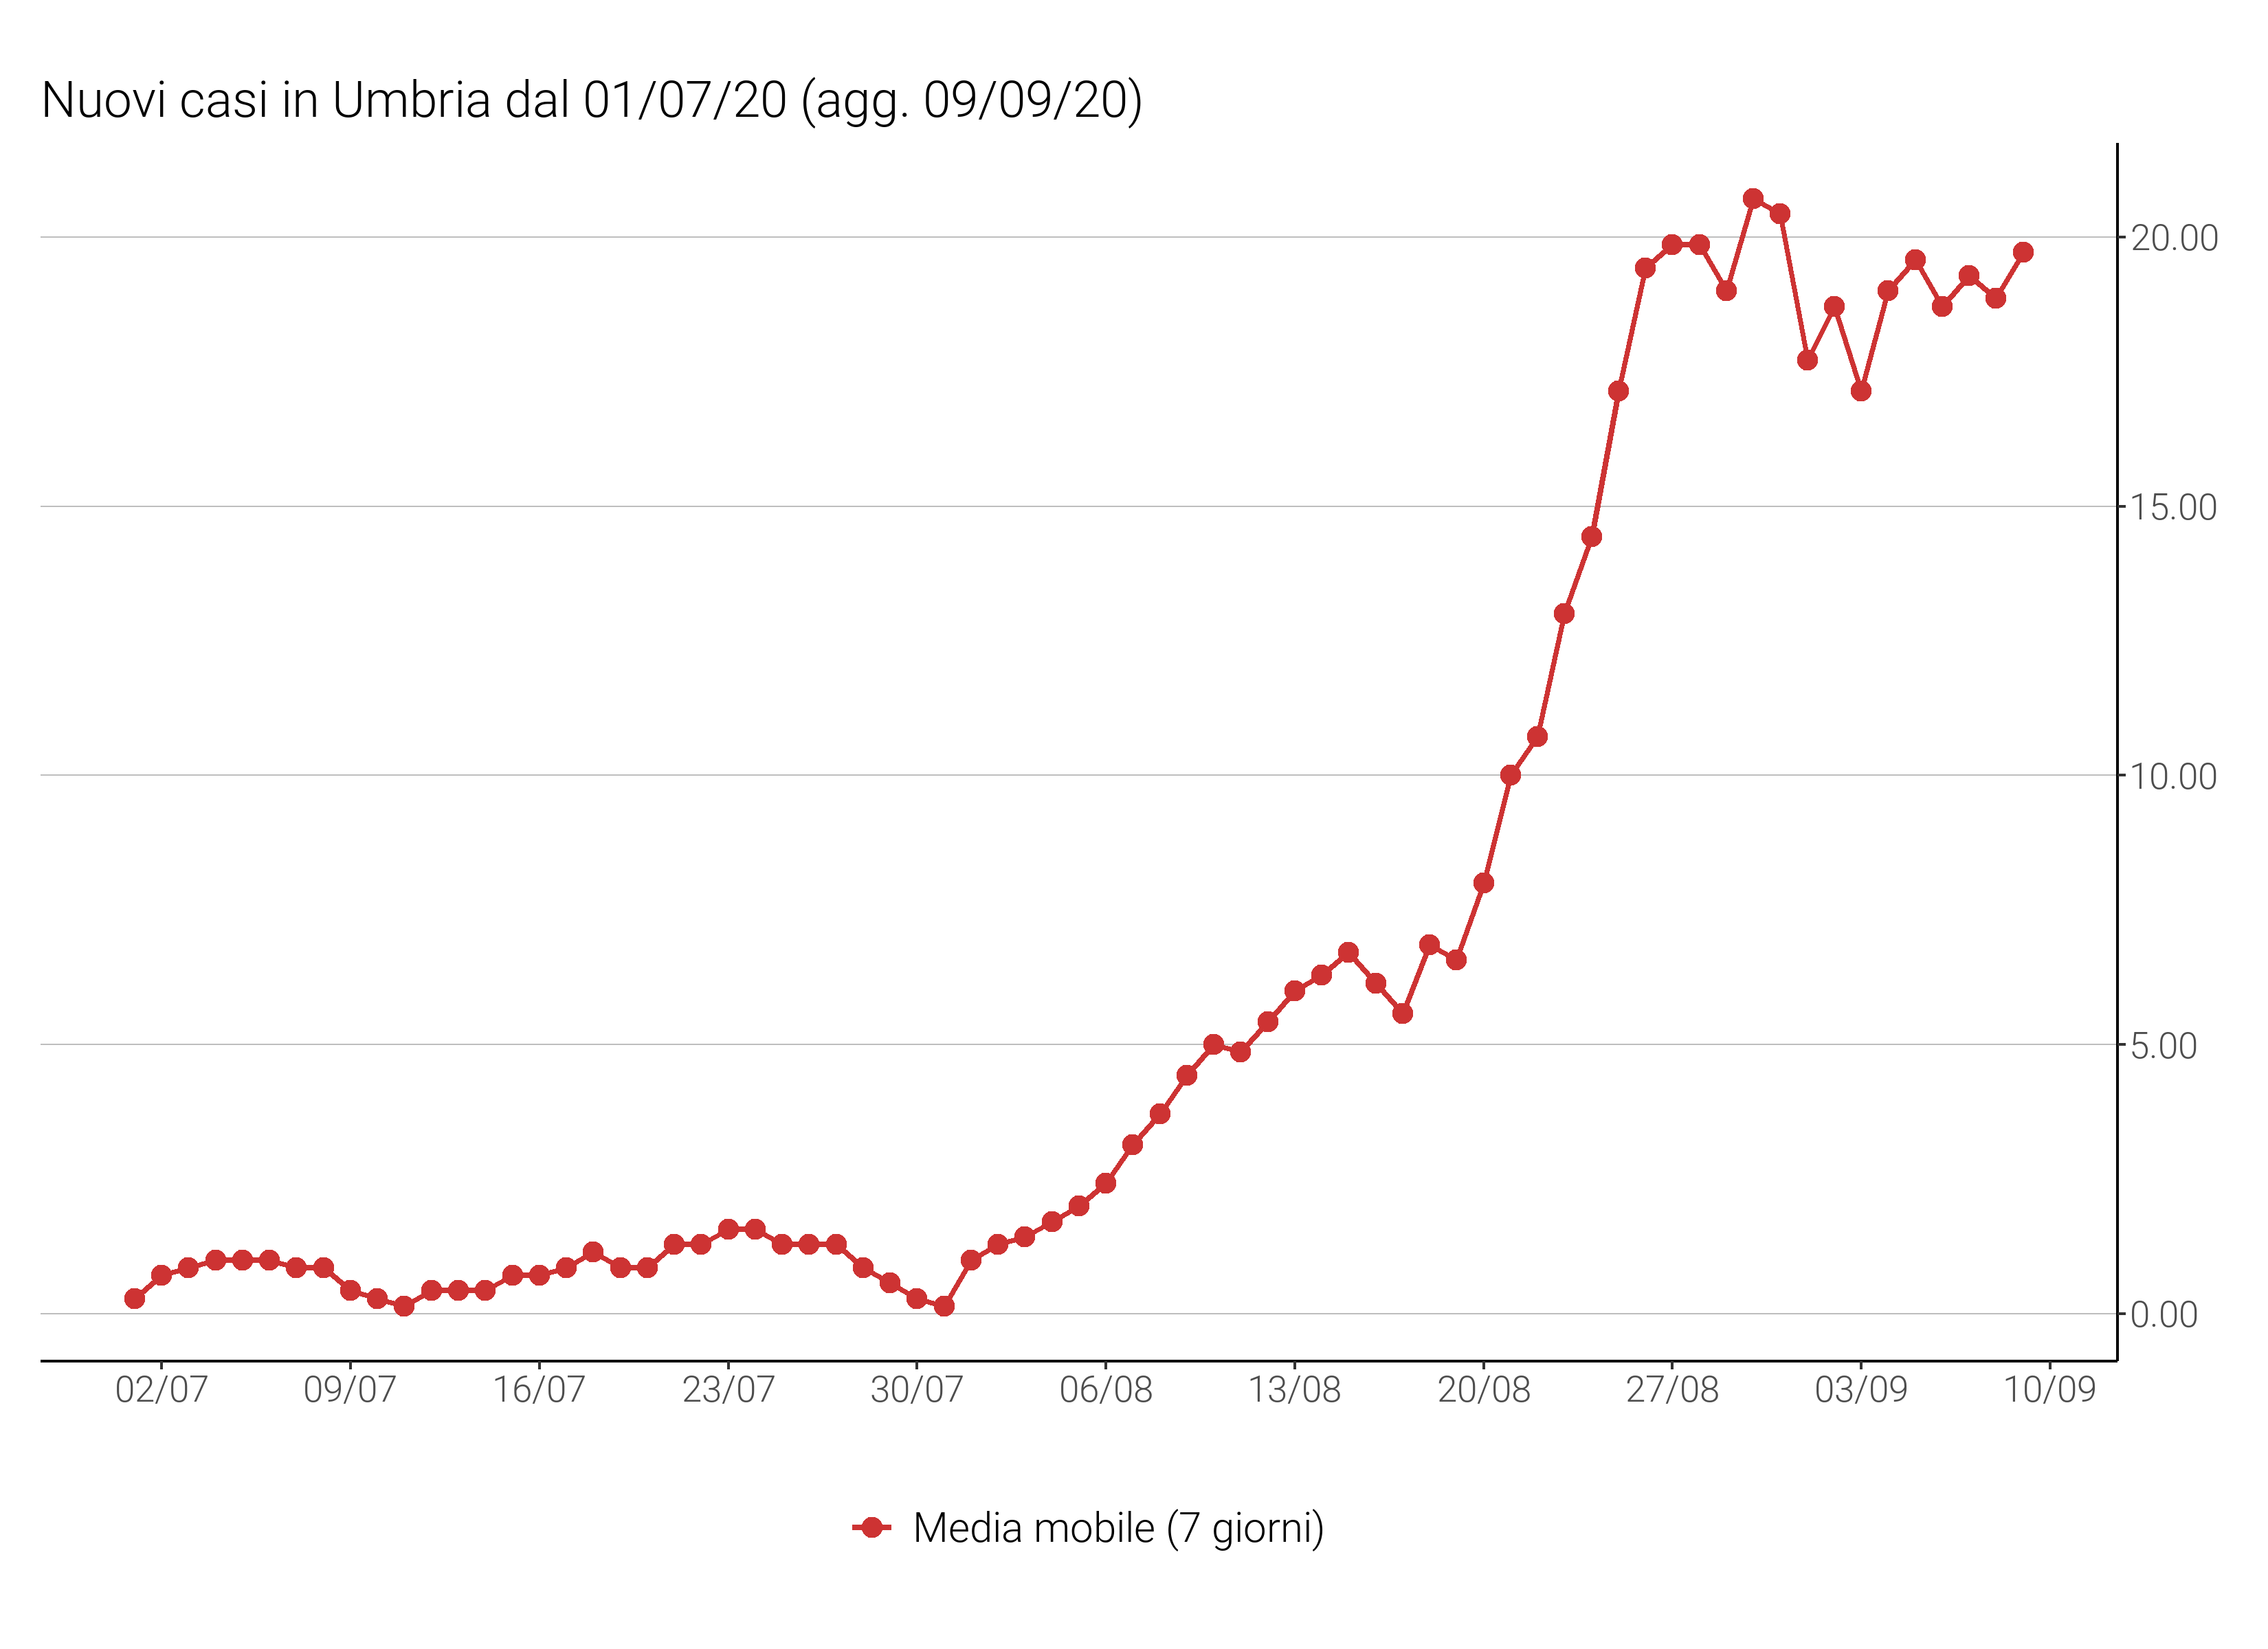 Nuovi casi in Umbria dal 01/07/20 (agg. 09/09/20)
20.00
15.00
10.00
5.00
0.00
02/07 09/07 16/07 23/07 30/07 06/08 13/08 20/08 27/08 03/09 10/09
Media mobile (7 giorni)